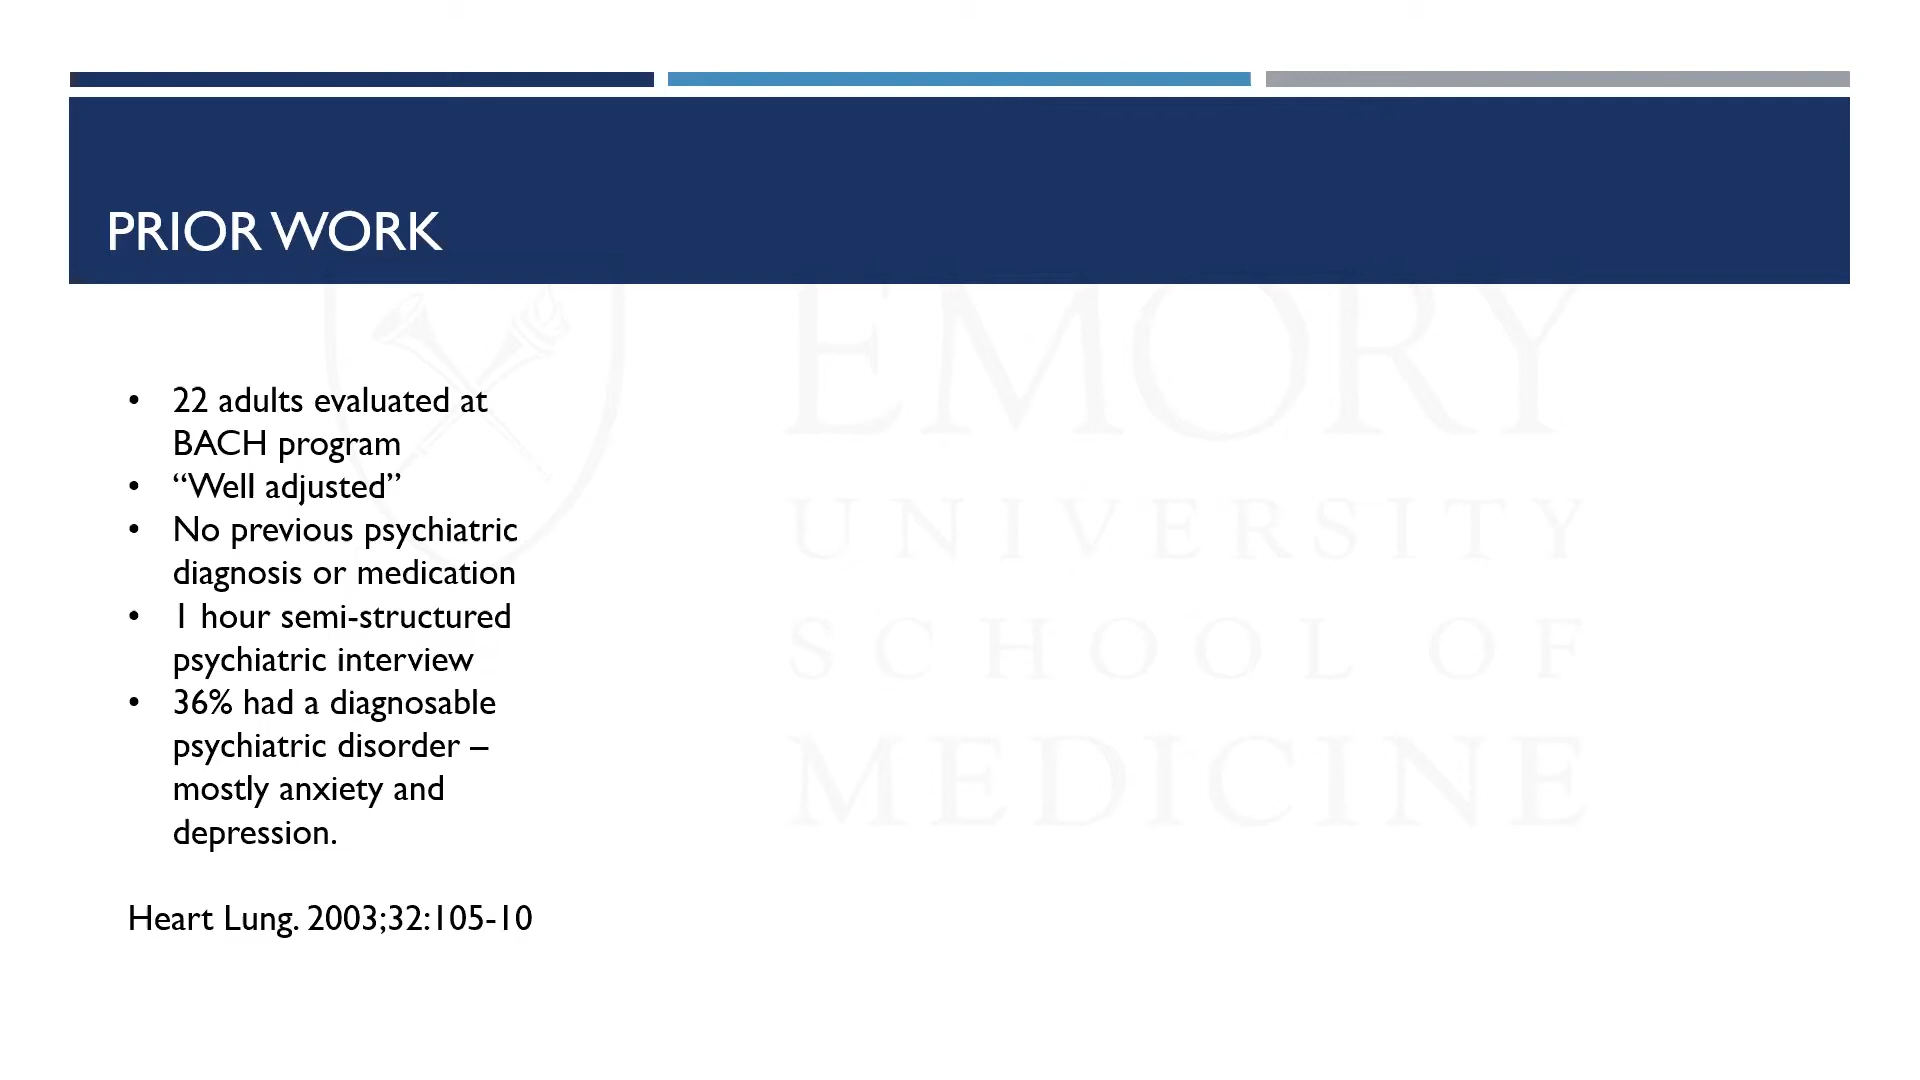 PRIOR WORK
• 22 adults evaluated at
BACH program
• “Well adjusted”
• No previous psychiatric
diagnosis or medication
• 1 hour semi-structured
psychiatric interview
• 36% had a diagnosable
psychiatric disorder –
mostly anxiety and
depression.
Heart Lung. 2003;32:105-10
EMORY
UNIVERSITY
SCHOOL OF
MEDICINE